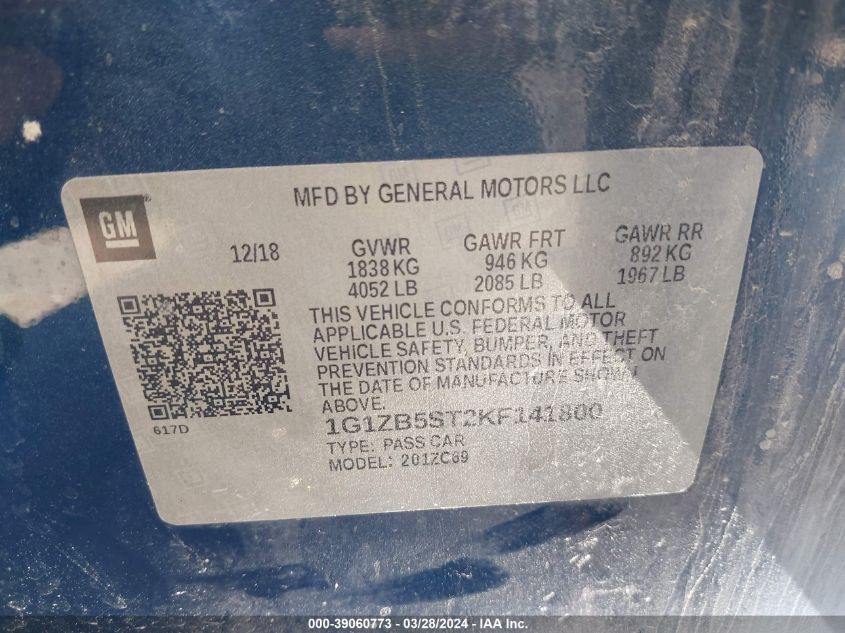 MFD BY GENERAL MOTORS LLC
GM
12/18
GVWR
1838 KG
4052 LB
GAWR FRT
946 KG
2085 LB
GAWR RR
892 KG
1967 LB
THIS VEHICLE CONFORMS TO ALL
APPLICABLE U.S. FEDERAL MOTOR
VEHICLE SAFETY, BUMPER, AND THEFT
PREVENTION STANDARDS IN EFFECT ON
THE DATE OF MANUFACTURE SHOWN
ABOVE.
617D
1G1ZB5ST2KF141800
TYPE: PASS CAR
MODEL: 201ZC69
000-39060773 - 03/28/2024 - IAA Inc.